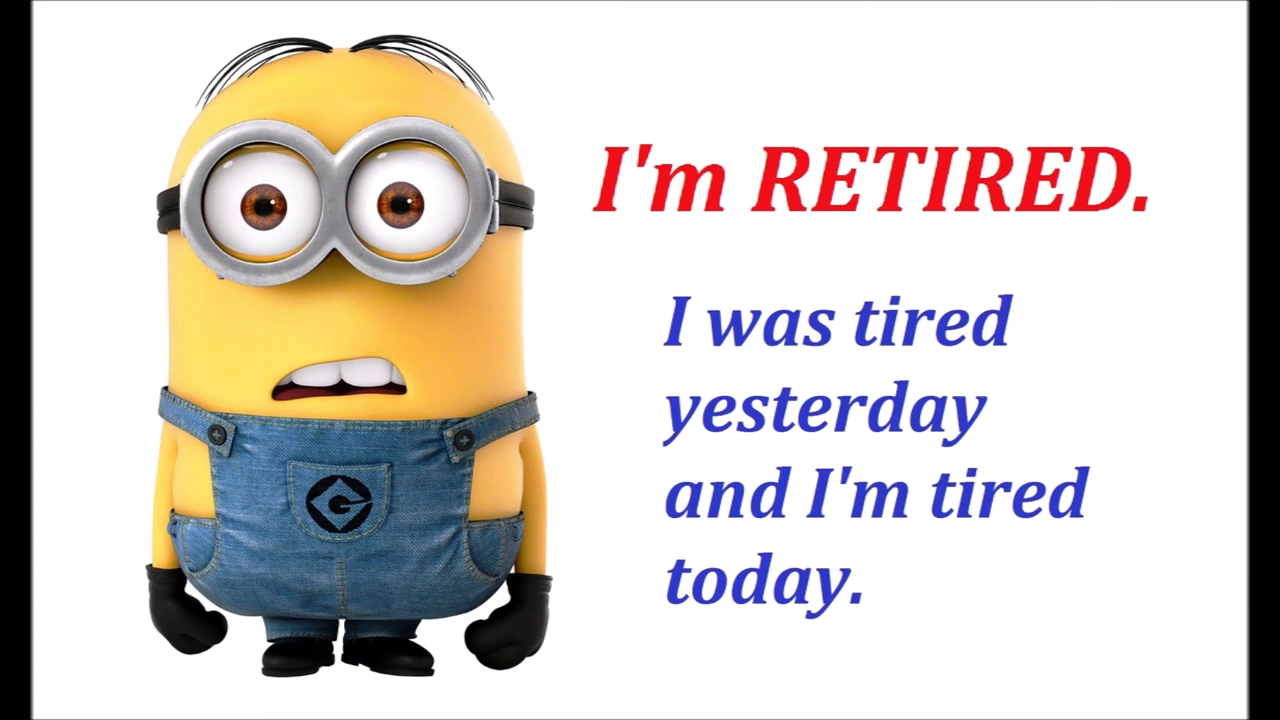 I'm RETIRED.
I was tired
yesterday
and I'm tired
today.